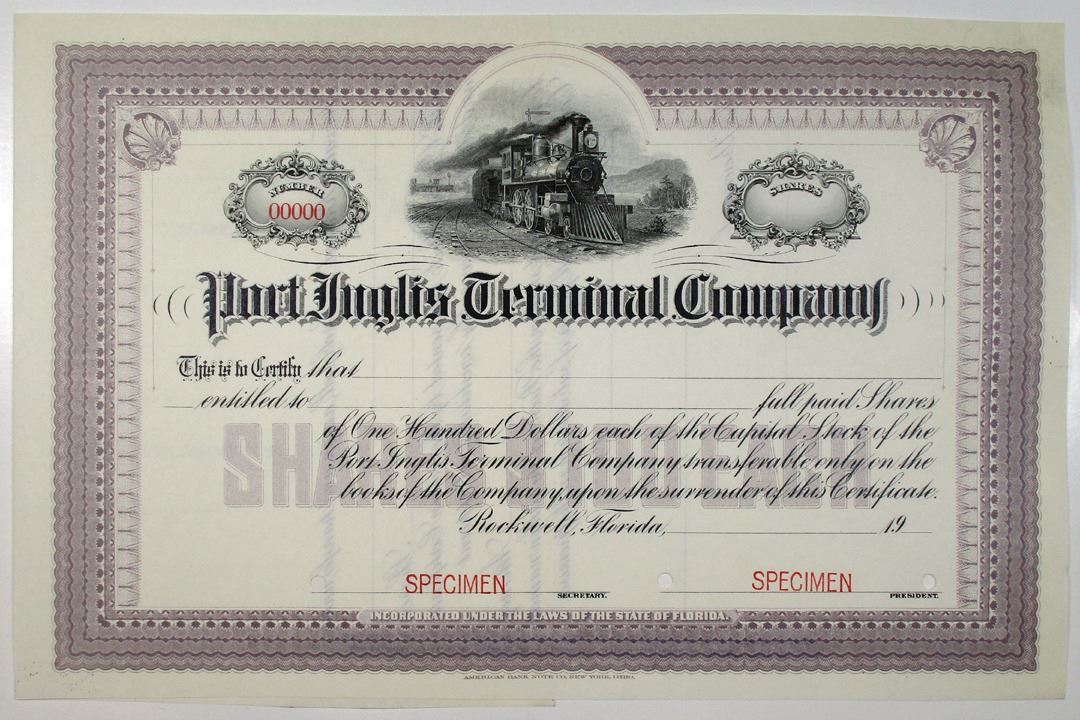 NUMBER
00000
SHARES
Port Inglis Terminal Company
This is to Certify that
entitled to full paid Shares
of One Hundred Dollars each of the Capital Stock of the
Port Inglis Terminal Company transferable only on the
books of the Company, upon the surrender of this Certificate.
SHARES $100 EACH
Rockwell, Florida, 19
SPECIMEN SPECIMEN
SECRETARY. PRESIDENT.
INCORPORATED UNDER THE LAWS OF THE STATE OF FLORIDA.
AMERICAN BANK NOTE CO. NEW YORK, LITHO.